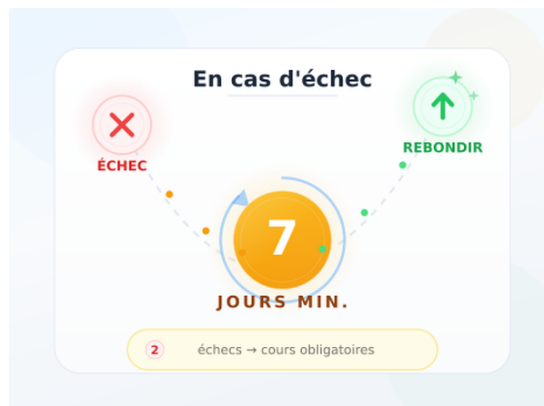 En cas d'échec
ÉCHEC
REBONDIR
7
JOURS MIN.
2 échecs → cours obligatoires